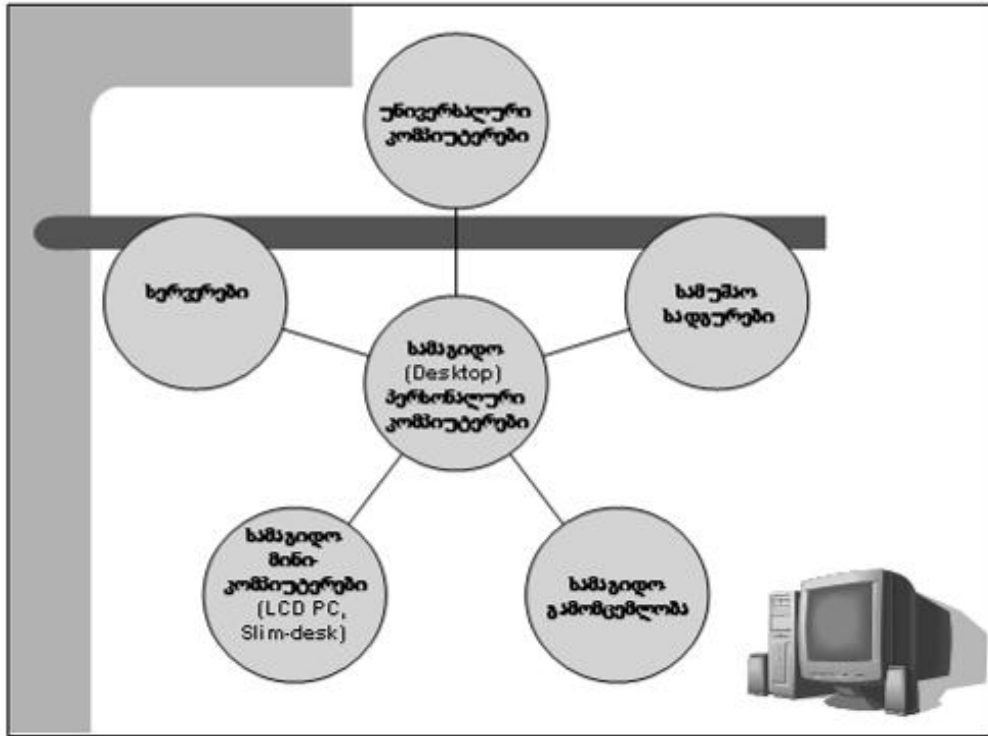 უნივერსალური
კომპიუტერები
სერვერები
სამუშაო
სადგურები
სამაგიდო
(Desktop)
პერსონალური
კომპიუტერები
სამაგიდო
მინი-
კომპიუტერები
(LCD PC,
Slim-desk)
სამაგიდო
გამომცემლობა